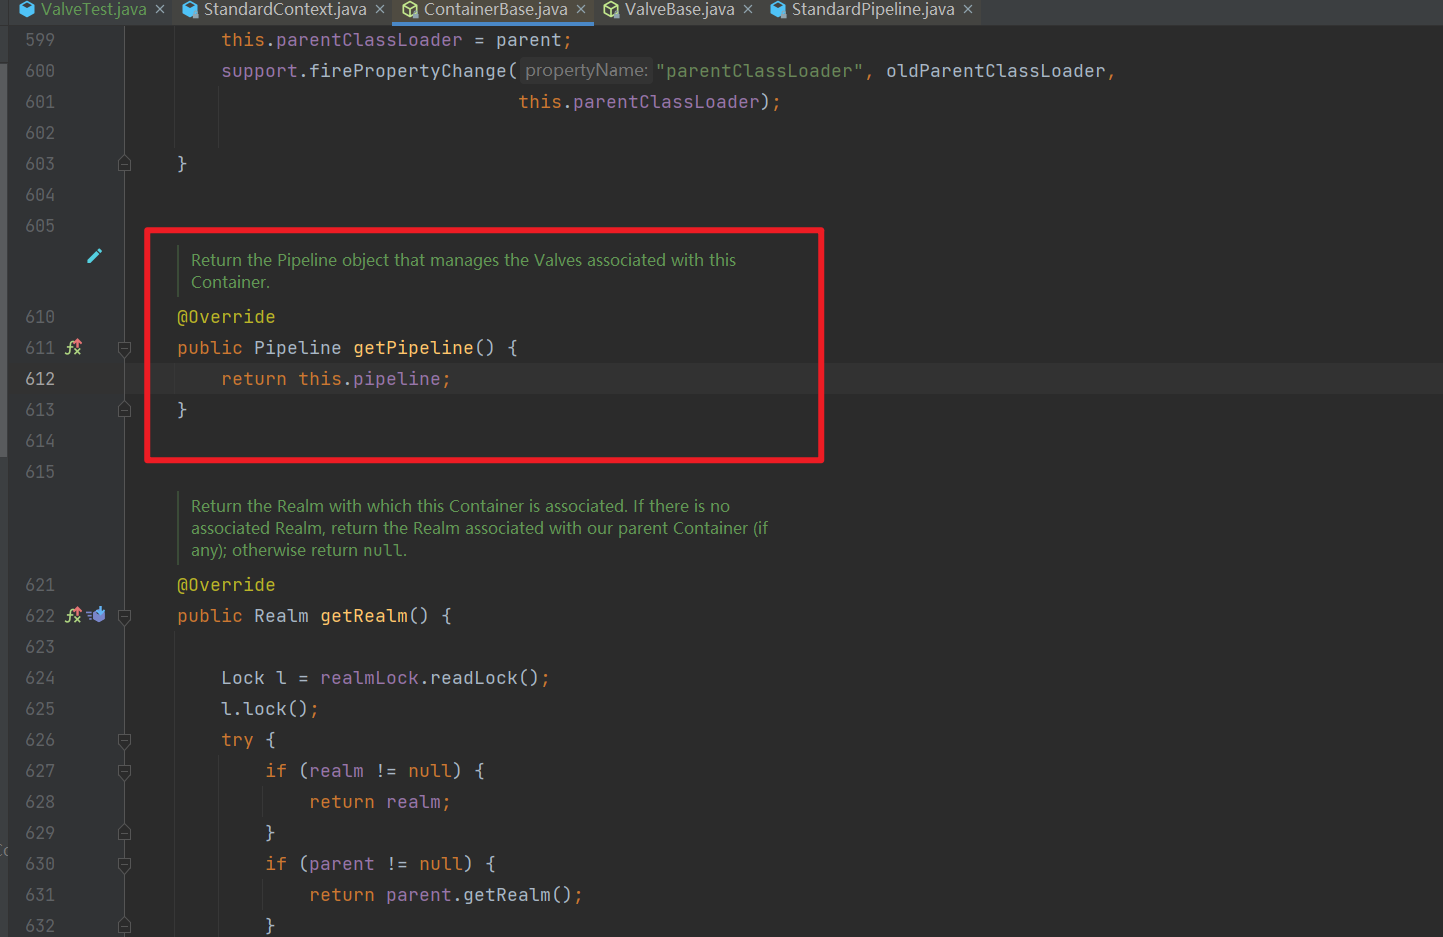 ValveTest.java × StandardContext.java × ContainerBase.java × ValveBase.java × StandardPipeline.java ×
599 this.parentClassLoader = parent;
600 support.firePropertyChange( propertyName: "parentClassLoader", oldParentClassLoader,
601 this.parentClassLoader);
602
603 }
604
605
Return the Pipeline object that manages the Valves associated with this
Container.
610 @Override
611 public Pipeline getPipeline() {
612 return this.pipeline;
613 }
614
615
Return the Realm with which this Container is associated. If there is no
associated Realm, return the Realm associated with our parent Container (if
any); otherwise return null.
621 @Override
622 public Realm getRealm() {
623
624 Lock l = realmLock.readLock();
625 l.lock();
626 try {
627 if (realm != null) {
628 return realm;
629 }
630 if (parent != null) {
631 return parent.getRealm();
632 }